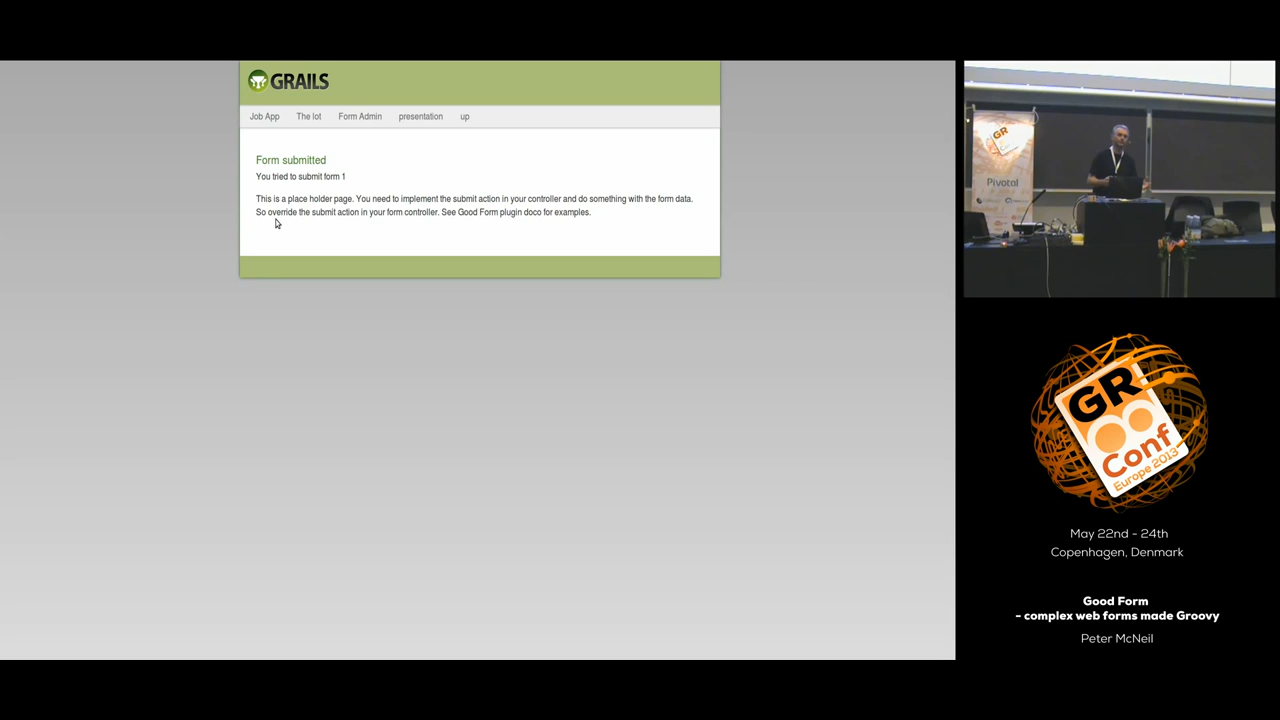 GRAILS
Job App The lot Form Admin presentation up
Form submitted
You tried to submit form 1
This is a place holder page. You need to implement the submit action in your controller and do something with the form data.
So override the submit action in your form controller. See Good Form plugin doco for examples.
GR
Pivotal
GR
Conf
Europe 2013
May 22nd - 24th
Copenhagen, Denmark
Good Form
- complex web forms made Groovy
Peter McNeil